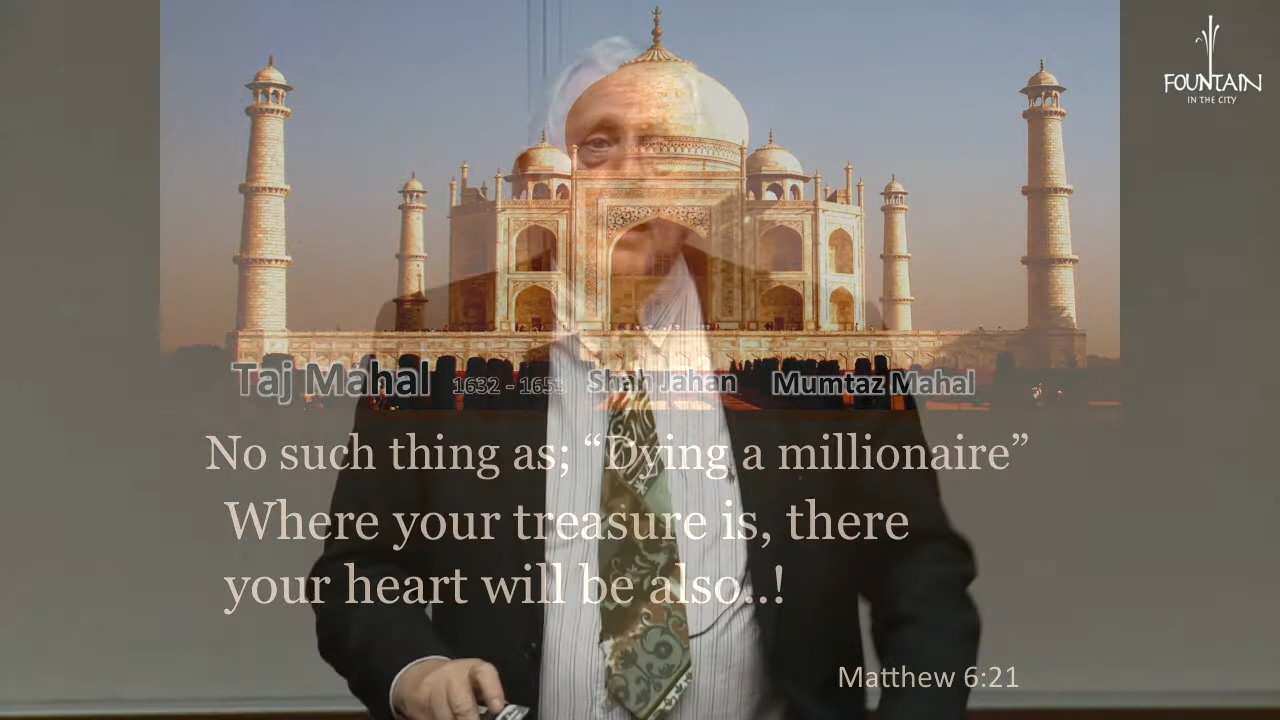 FOUNTAIN
IN THE CITY
Taj Mahal 1632 - 1653 Shah Jahan Mumtaz Mahal
No such thing as; “Dying a millionaire”
Where your treasure is, there
your heart will be also..!
Matthew 6:21